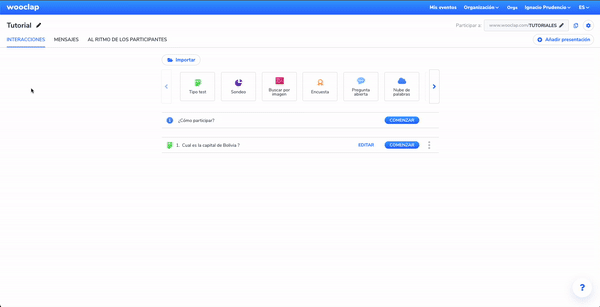 wooclap
Mis eventos Organización Orgs Ignacio Prudencio ES
Tutorial
Participar a: www.wooclap.com/TUTORIALES
INTERACCIONES MENSAJES AL RITMO DE LOS PARTICIPANTES
Añadir presentación
Importar
Tipo test
Sondeo
Buscar por imagen
Encuesta
Pregunta abierta
Nube de palabras
¿Cómo participar? COMENZAR
1. Cual es la capital de Bolivia ? EDITAR COMENZAR
?